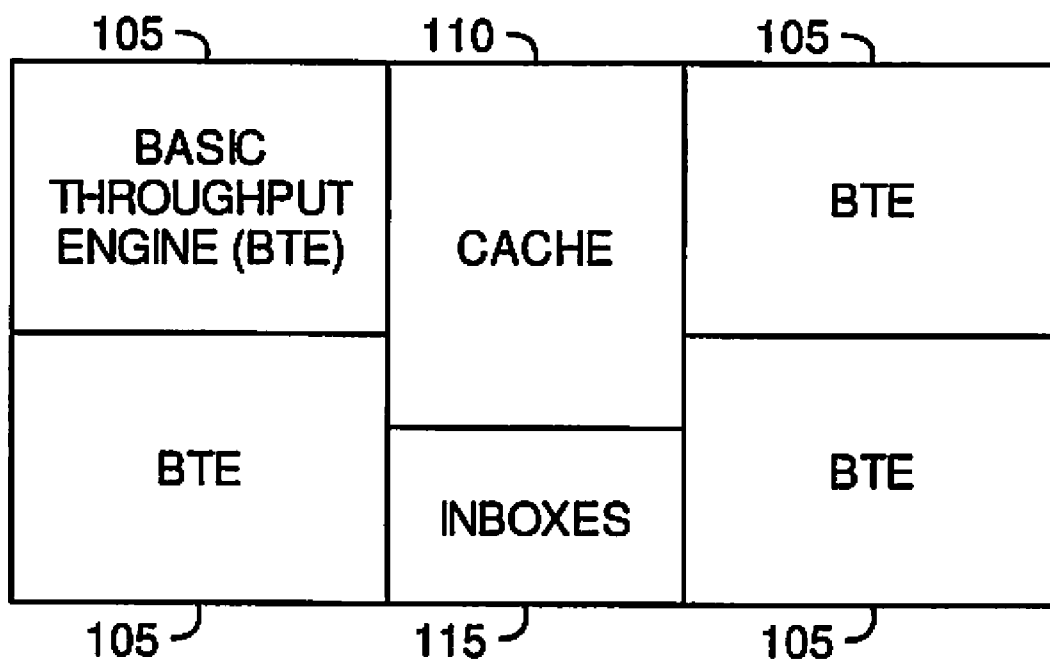 105
110
105
BASIC
THROUGHPUT
ENGINE (BTE)
CACHE
BTE
BTE
INBOXES
BTE
105
115
105